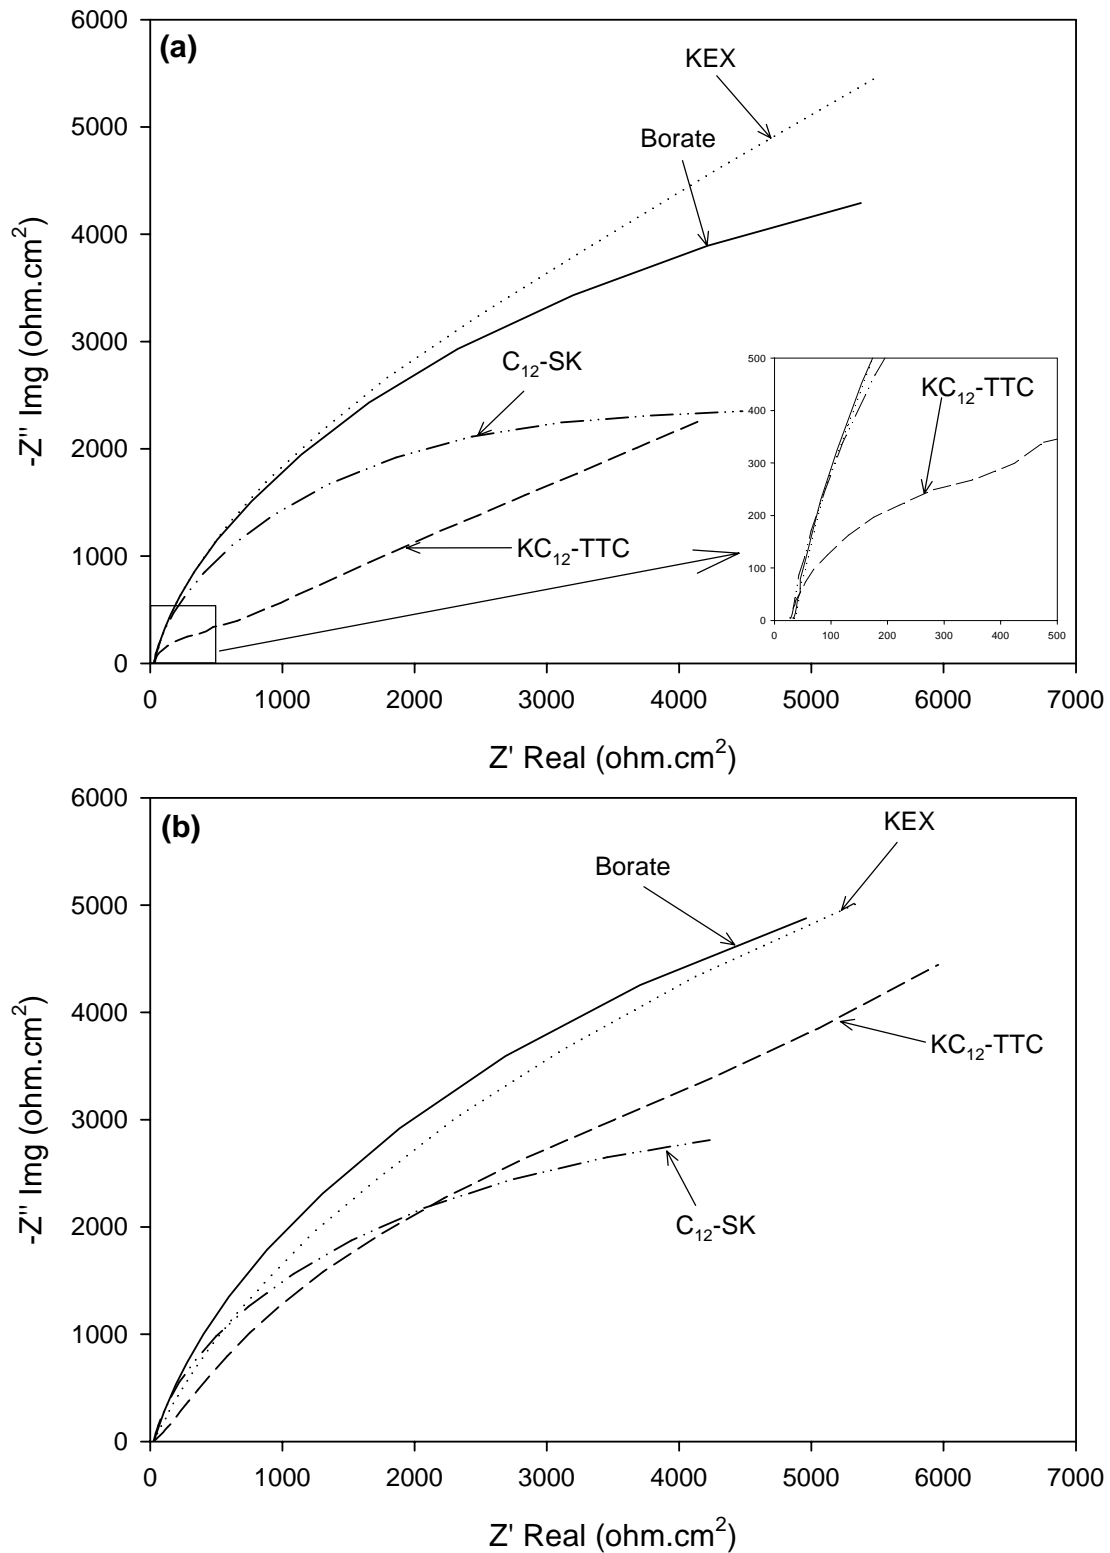 (a)
KEX
Borate
C₁₂-SK
KC₁₂-TTC
6000
5000
4000
3000
2000
1000
0
-Z" Img (ohm.cm²)
500
400
300
200
100
0
KC₁₂-TTC
0 100 200 300 400 500
0 1000 2000 3000 4000 5000 6000 7000
Z' Real (ohm.cm²)
(b)
KEX
Borate
KC₁₂-TTC
C₁₂-SK
6000
5000
4000
3000
2000
1000
0
-Z" Img (ohm.cm²)
0 1000 2000 3000 4000 5000 6000 7000
Z' Real (ohm.cm²)